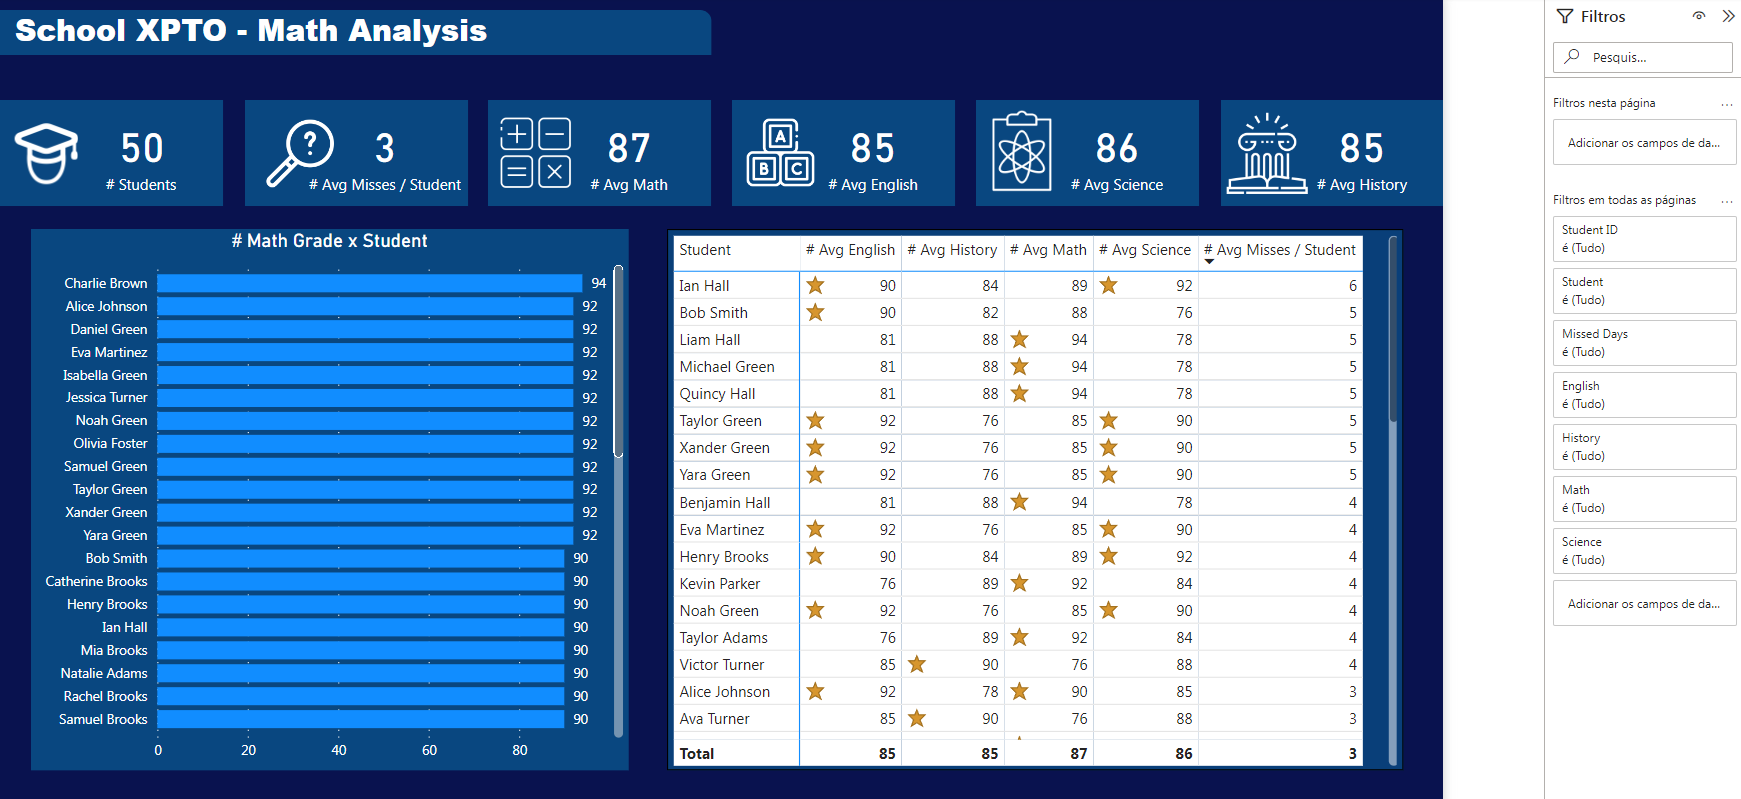 School XPTO - Math Analysis
50
# Students
3
# Avg Misses / Student
87
# Avg Math
A
B C
85
# Avg English
86
# Avg Science
85
# Avg History
# Math Grade x Student
Charlie Brown 94
Alice Johnson 92
Daniel Green 92
Eva Martinez 92
Isabella Green 92
Jessica Turner 92
Noah Green 92
Olivia Foster 92
Samuel Green 92
Taylor Green 92
Xander Green 92
Yara Green 92
Bob Smith 90
Catherine Brooks 90
Henry Brooks 90
Ian Hall 90
Mia Brooks 90
Natalie Adams 90
Rachel Brooks 90
Samuel Brooks 90
0 20 40 60 80
Student # Avg English # Avg History # Avg Math # Avg Science # Avg Misses / Student
Ian Hall 90 84 89 92 6
Bob Smith 90 82 88 76 5
Liam Hall 81 88 94 78 5
Michael Green 81 88 94 78 5
Quincy Hall 81 88 94 78 5
Taylor Green 92 76 85 90 5
Xander Green 92 76 85 90 5
Yara Green 92 76 85 90 5
Benjamin Hall 81 88 94 78 4
Eva Martinez 92 76 85 90 4
Henry Brooks 90 84 89 92 4
Kevin Parker 76 89 92 84 4
Noah Green 92 76 85 90 4
Taylor Adams 76 89 92 84 4
Victor Turner 85 90 76 88 4
Alice Johnson 92 78 90 85 3
Ava Turner 85 90 76 88 3
Total 85 85 87 86 3
Filtros
Pesquis...
Filtros nesta página ...
Adicionar os campos de da...
Filtros em todas as páginas ...
Student ID
é (Tudo)
Student
é (Tudo)
Missed Days
é (Tudo)
English
é (Tudo)
History
é (Tudo)
Math
é (Tudo)
Science
é (Tudo)
Adicionar os campos de da...